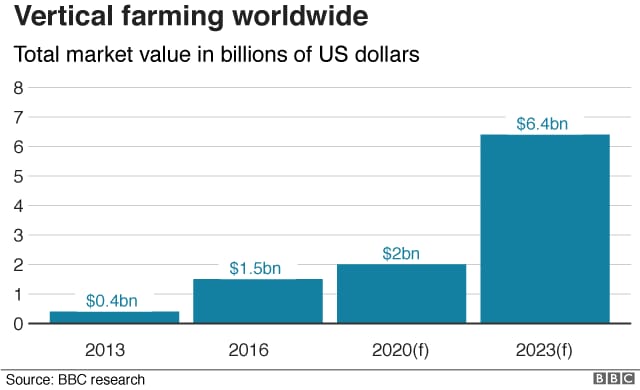 Vertical farming worldwide
Total market value in billions of US dollars
8
7
$6.4bn
6
5
4
3
$2bn
2
$1.5bn
1
$0.4bn
0
2013 2016 2020(f) 2023(f)
Source: BBC research BBC